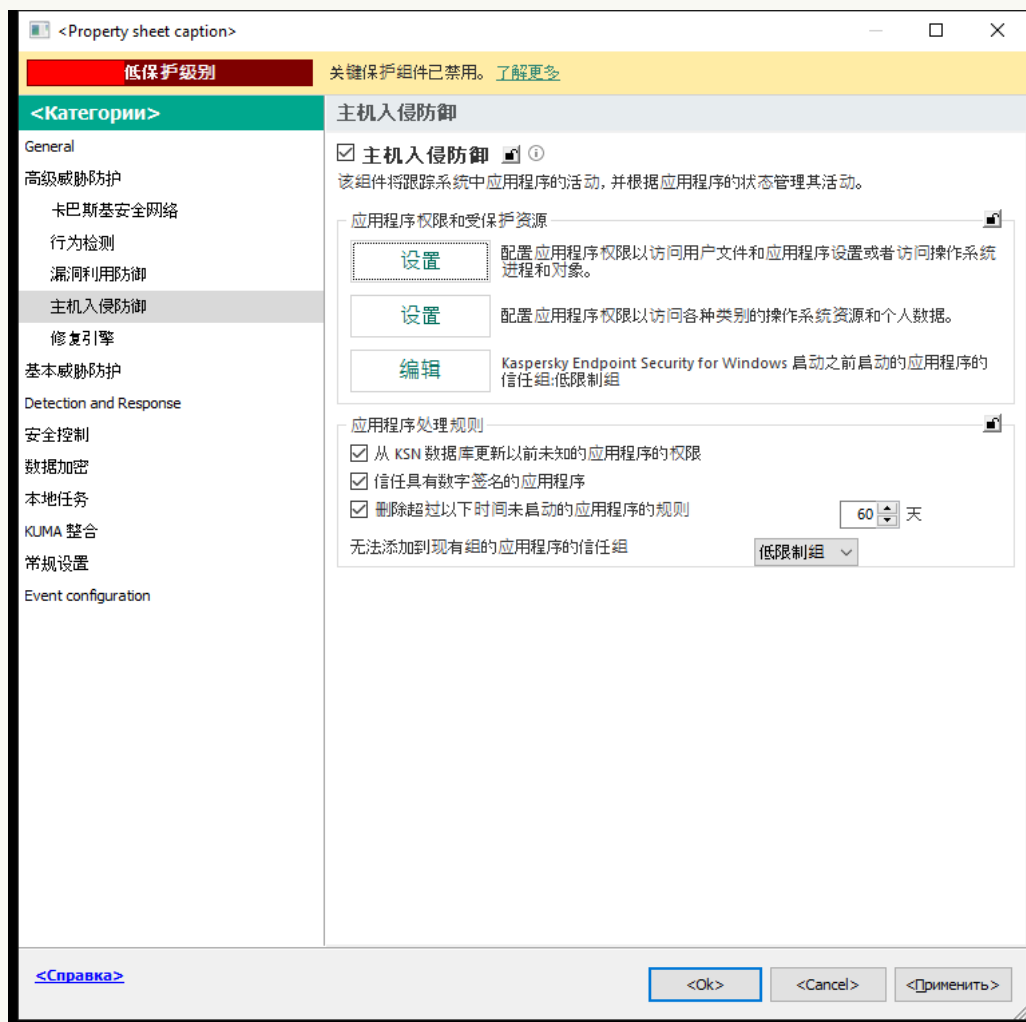 <Property sheet caption>
低保护级别
关键保护组件已禁用。 了解更多
<Категории>
主机入侵防御
General
高级威胁防护
卡巴斯基安全网络
行为检测
漏洞利用防御
主机入侵防御
修复引擎
基本威胁防护
Detection and Response
安全控制
数据加密
本地任务
KUMA 整合
常规设置
Event configuration
主机入侵防御
该组件将跟踪系统中应用程序的活动, 并根据应用程序的状态管理其活动。
应用程序权限和受保护资源
设置
配置应用程序权限以访问用户文件和应用程序设置或者访问操作系统
进程和对象。
设置
配置应用程序权限以访问各种类别的操作系统资源和个人数据。
编辑
Kaspersky Endpoint Security for Windows 启动之前启动的应用程序的
信任组:低限制组
应用程序处理规则
从 KSN 数据库更新以前未知的应用程序的权限
信任具有数字签名的应用程序
删除超过以下时间未启动的应用程序的规则
60 天
无法添加到现有组的应用程序的信任组
低限制组
<Справка>
<Ok>
<Cancel>
<Применить>